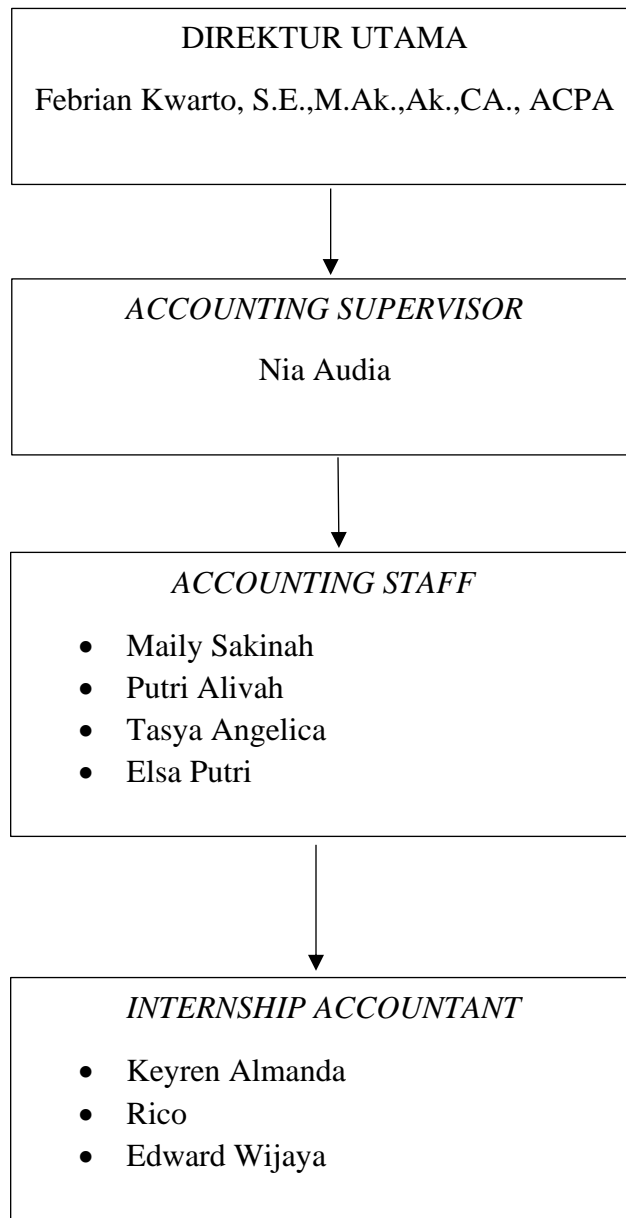 DIREKTUR UTAMA
Febrian Kwarto, S.E.,M.Ak.,Ak.,CA., ACPA
ACCOUNTING SUPERVISOR
Nia Audia
ACCOUNTING STAFF
• Maily Sakinah
• Putri Alivah
• Tasya Angelica
• Elsa Putri
INTERNSHIP ACCOUNTANT
• Keyren Almanda
• Rico
• Edward Wijaya